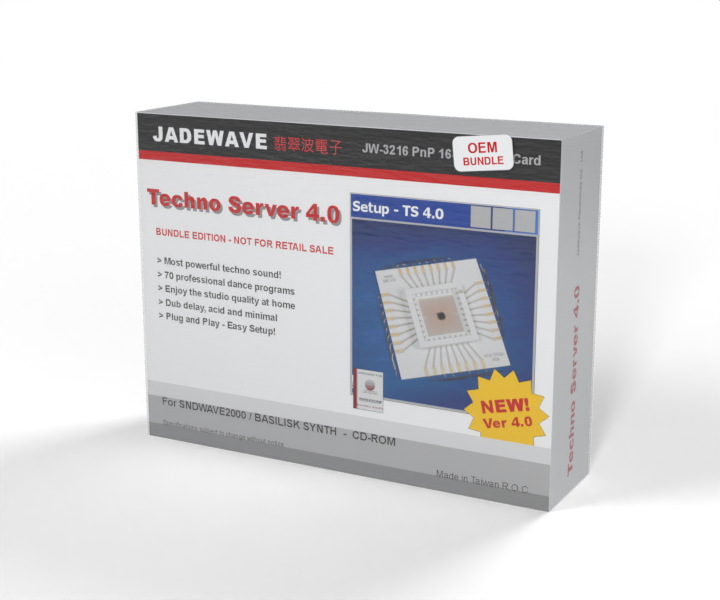 JADEWAVE 翡翠波電子
JW-3216 PnP 16
Card
OEM
BUNDLE
Techno Server 4.0
BUNDLE EDITION - NOT FOR RETAIL SALE
> Most powerful techno sound!
> 70 professional dance programs
> Enjoy the studio quality at home
> Dub delay, acid and minimal
> Plug and Play - Easy Setup!
Setup - TS 4.0
NEW!
Ver 4.0
For SNDWAVE2000 / BASILISK SYNTH - CD-ROM
Specifications subject to change without notice
Made in Taiwan R.O.C.
Techno Server 4.0